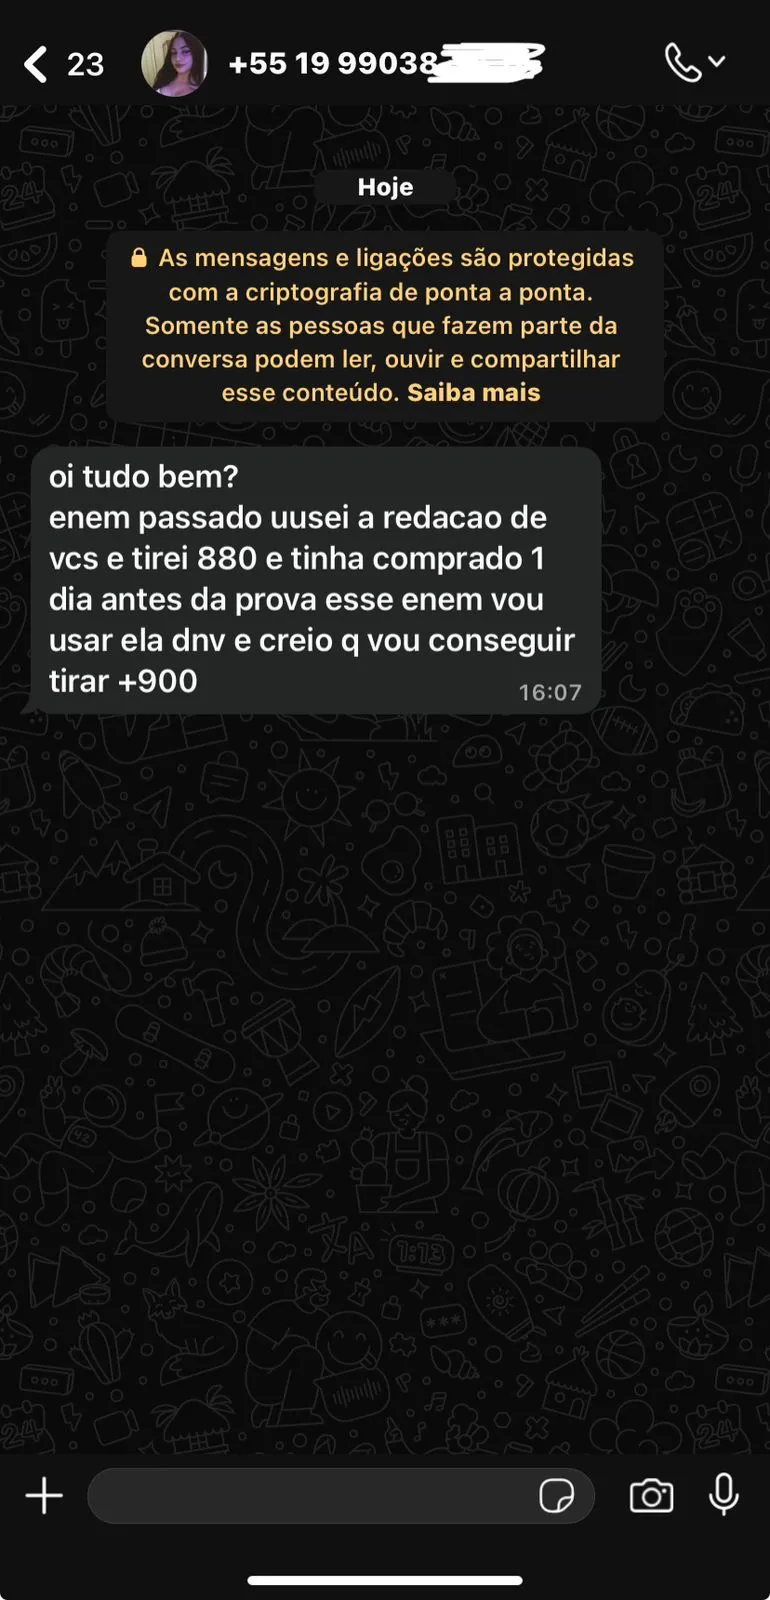 23
+55 19 99038
Hoje
As mensagens e ligações são protegidas
com a criptografia de ponta a ponta.
Somente as pessoas que fazem parte da
conversa podem ler, ouvir e compartilhar
esse conteúdo. Saiba mais
oi tudo bem?
enem passado uusei a redacao de
vcs e tirei 880 e tinha comprado 1
dia antes da prova esse enem vou
usar ela dnv e creio q vou conseguir
tirar +900
16:07